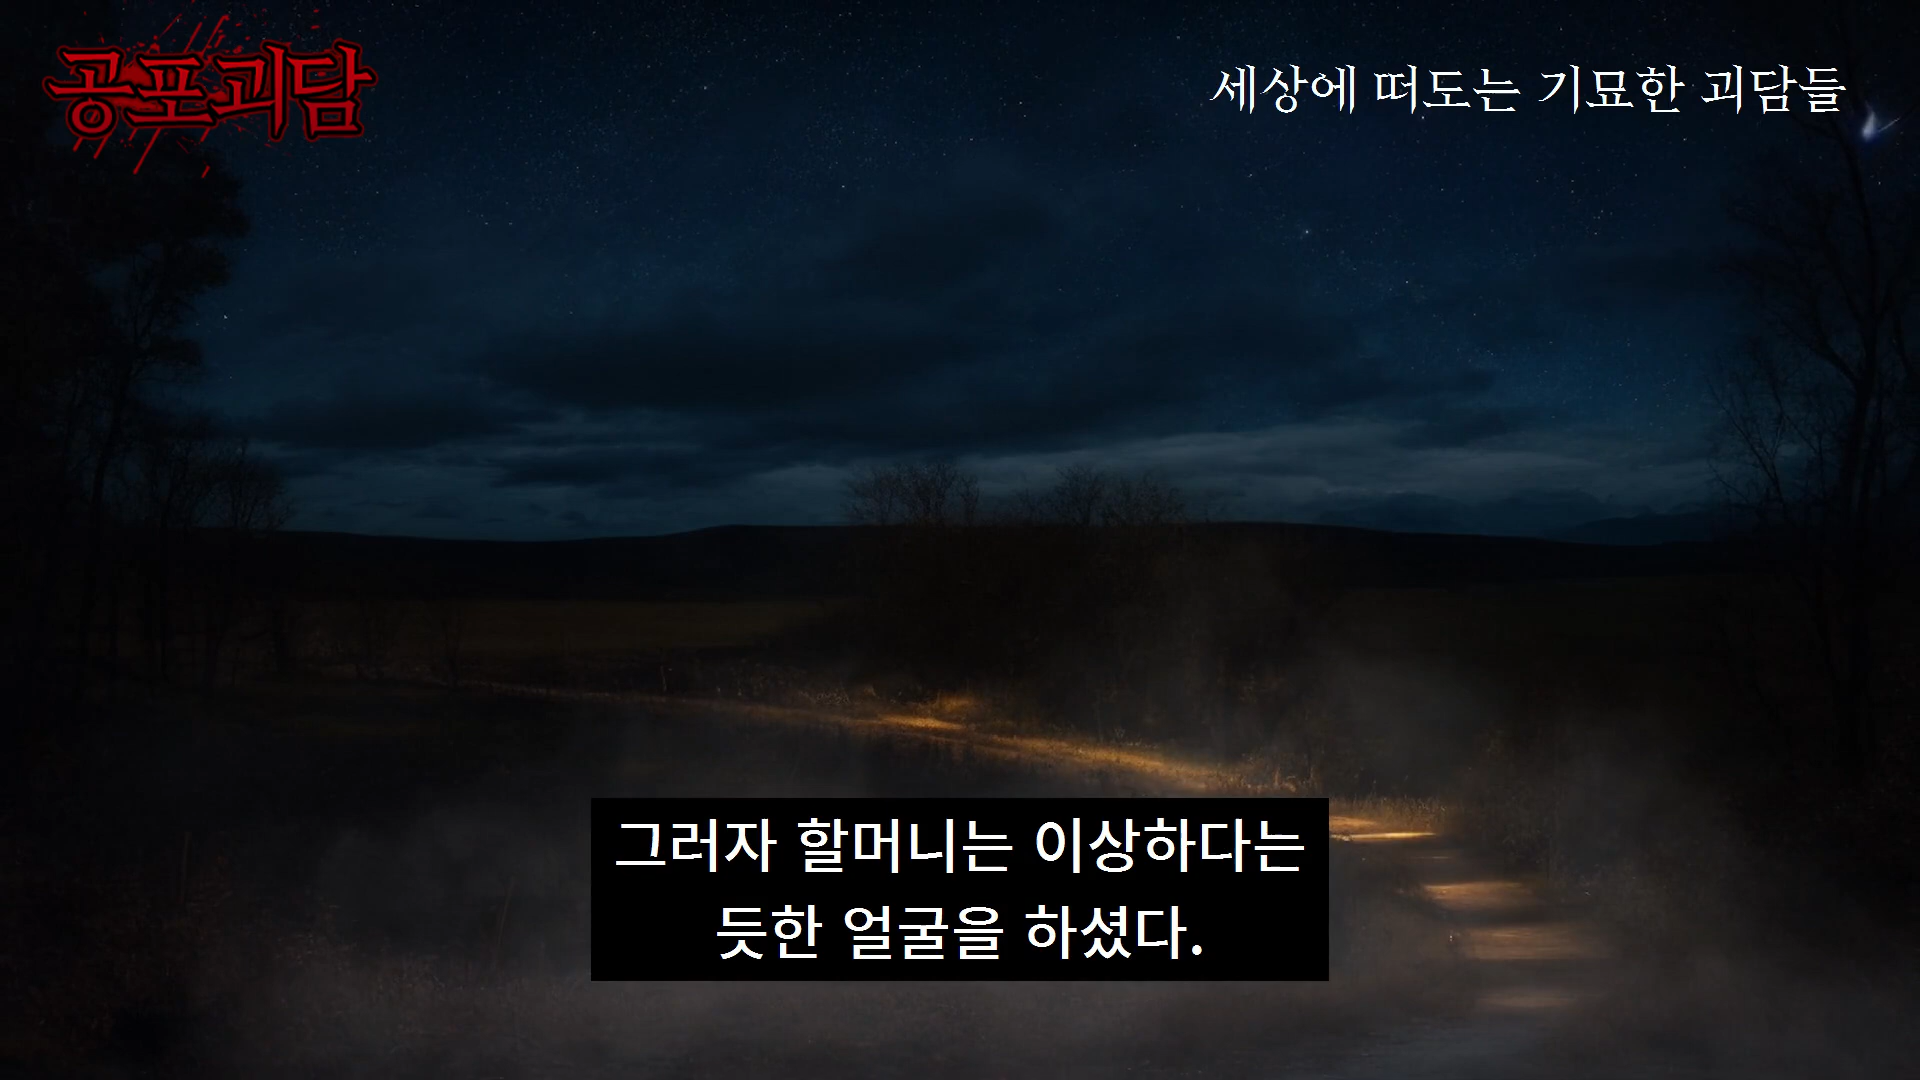 공포괴담
세상에 떠도는 기묘한 괴담들
그러자 할머니는 이상하다는
듯한 얼굴을 하셨다.